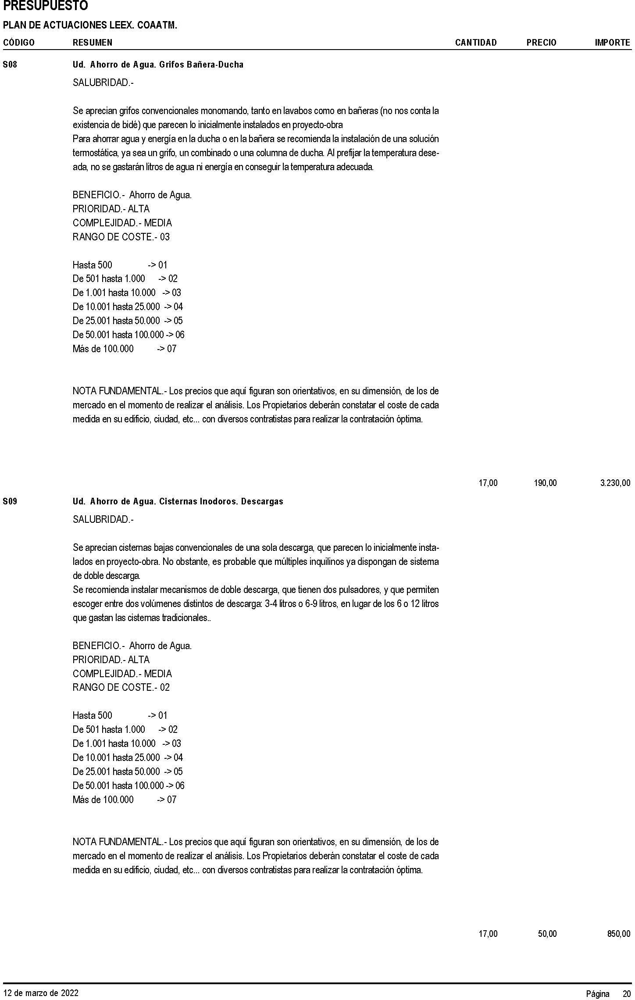 PRESUPUESTO
PLAN DE ACTUACIONES LEEX. COAATM.
CÓDIGO RESUMEN CANTIDAD PRECIO IMPORTE
S08 Ud. Ahorro de Agua. Grifos Bañera-Ducha
SALUBRIDAD.-
Se aprecian grifos convencionales monomando, tanto en lavabos como en bañeras (no nos conta la
existencia de bidé) que parecen lo inicialmente instalados en proyecto-obra
Para ahorrar agua y energía en la ducha o en la bañera se recomienda la instalación de una solución
termostática, ya sea un grifo, un combinado o una columna de ducha. Al prefijar la temperatura dese-
ada, no se gastarán litros de agua ni energía en conseguir la temperatura adecuada.
BENEFICIO.- Ahorro de Agua.
PRIORIDAD.- ALTA
COMPLEJIDAD.- MEDIA
RANGO DE COSTE.- 03
Hasta 500 -> 01
De 501 hasta 1.000 -> 02
De 1.001 hasta 10.000 -> 03
De 10.001 hasta 25.000 -> 04
De 25.001 hasta 50.000 -> 05
De 50.001 hasta 100.000 -> 06
Más de 100.000 -> 07
NOTA FUNDAMENTAL.- Los precios que aquí figuran son orientativos, en su dimensión, de los de
mercado en el momento de realizar el análisis. Los Propietarios deberán constatar el coste de cada
medida en su edificio, ciudad, etc... con diversos contratistas para realizar la contratación óptima.
17,00 190,00 3.230,00
S09 Ud. Ahorro de Agua. Cisternas Inodoros. Descargas
SALUBRIDAD.-
Se aprecian cisternas bajas convencionales de una sola descarga, que parecen lo inicialmente insta-
lados en proyecto-obra. No obstante, es probable que múltiples inquilinos ya dispongan de sistema
de doble descarga.
Se recomienda instalar mecanismos de doble descarga, que tienen dos pulsadores, y que permiten
escoger entre dos volúmenes distintos de descarga: 3-4 litros o 6-9 litros, en lugar de los 6 o 12 litros
que gastan las cisternas tradicionales..
BENEFICIO.- Ahorro de Agua.
PRIORIDAD.- ALTA
COMPLEJIDAD.- MEDIA
RANGO DE COSTE.- 02
Hasta 500 -> 01
De 501 hasta 1.000 -> 02
De 1.001 hasta 10.000 -> 03
De 10.001 hasta 25.000 -> 04
De 25.001 hasta 50.000 -> 05
De 50.001 hasta 100.000 -> 06
Más de 100.000 -> 07
NOTA FUNDAMENTAL.- Los precios que aquí figuran son orientativos, en su dimensión, de los de
mercado en el momento de realizar el análisis. Los Propietarios deberán constatar el coste de cada
medida en su edificio, ciudad, etc... con diversos contratistas para realizar la contratación óptima.
17,00 50,00 850,00
12 de marzo de 2022 Página 20